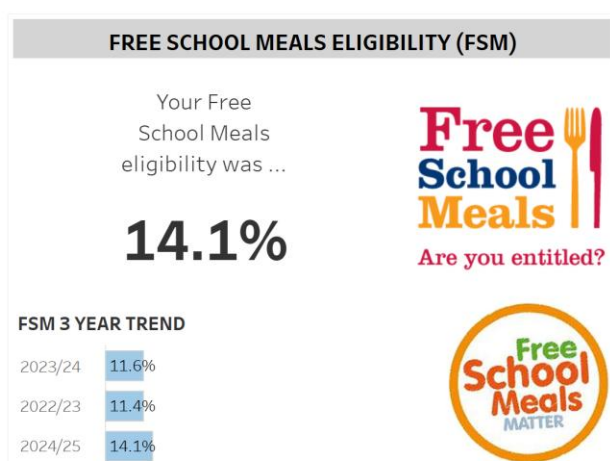 FREE SCHOOL MEALS ELIGIBILITY (FSM)
Your Free
School Meals
eligibility was ...
14.1%
Free
School
Meals
Are you entitled?
FSM 3 YEAR TREND
2023/24 11.6%
2022/23 11.4%
2024/25 14.1%
Free
School
Meals
MATTER